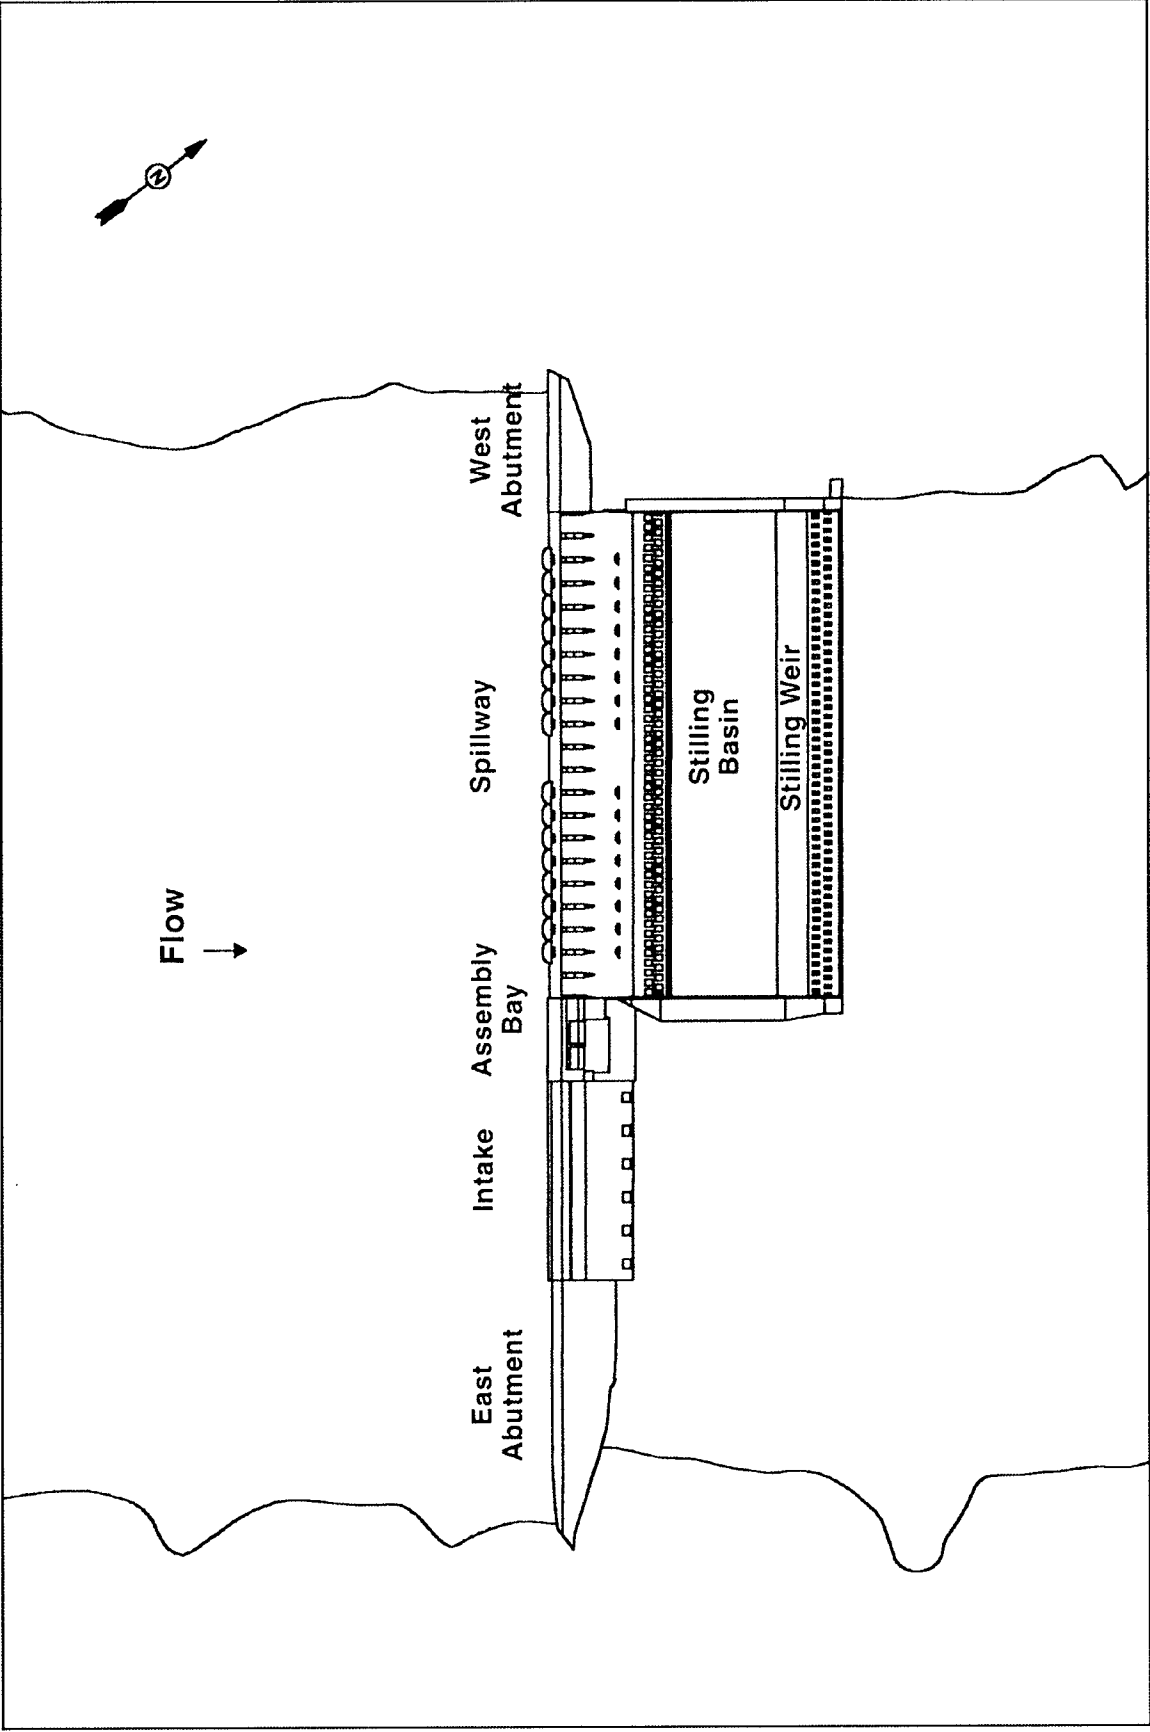 N
Flow
East
Abutment
Intake
Assembly
Bay
Spillway
West
Abutment
Stilling
Basin
Stilling Weir